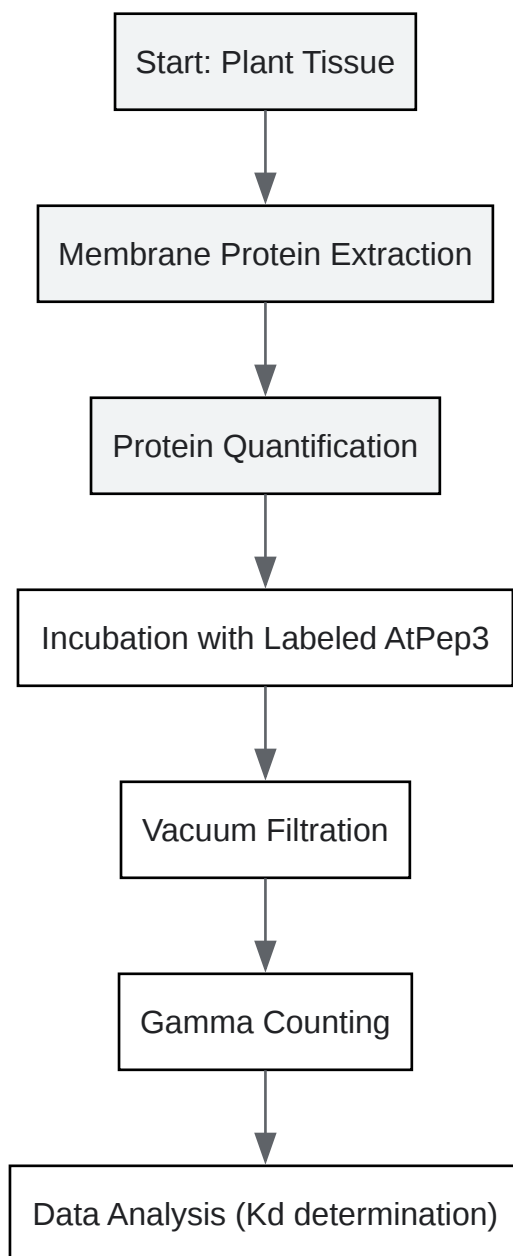 Start: Plant Tissue
Membrane Protein Extraction
Protein Quantification
Incubation with Labeled AtPep3
Vacuum Filtration
Gamma Counting
Data Analysis (Kd determination)